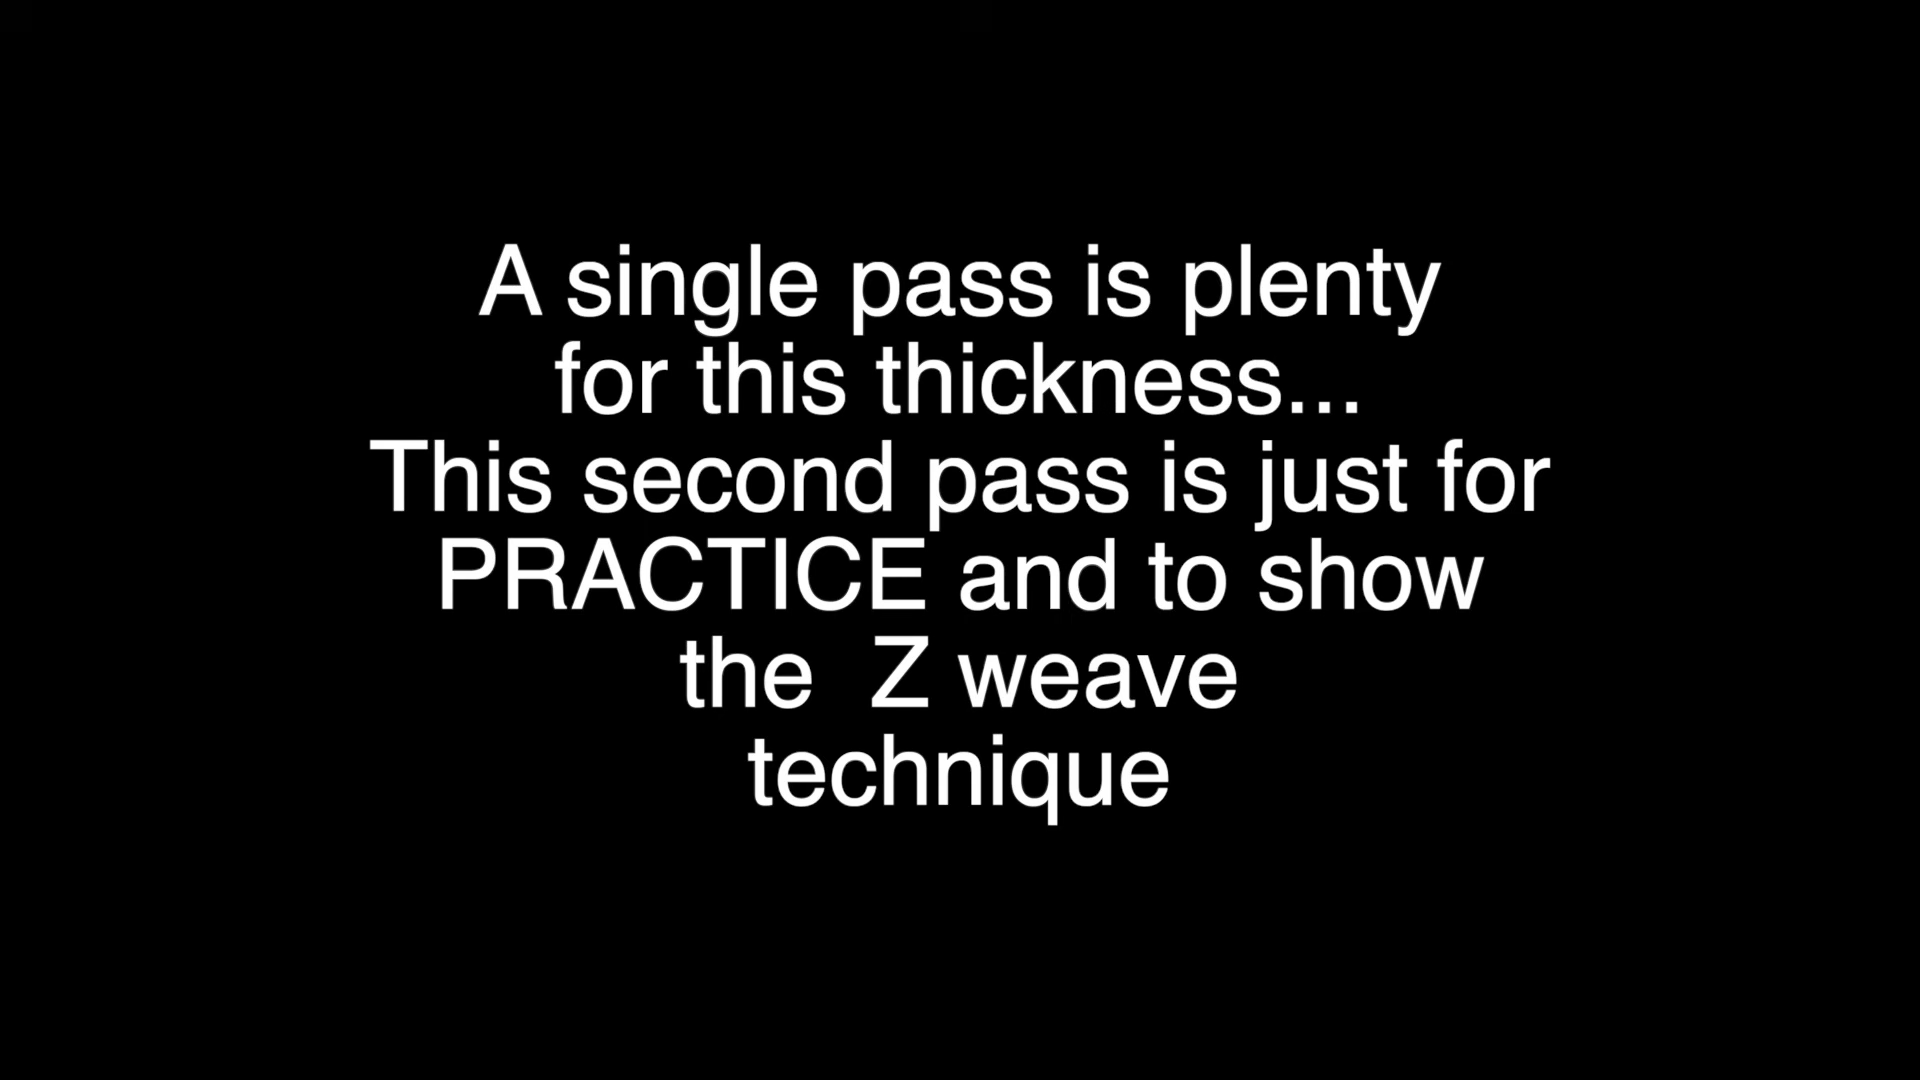 A single pass is plenty
for this thickness...
This second pass is just for
PRACTICE and to show
the  Z weave
technique